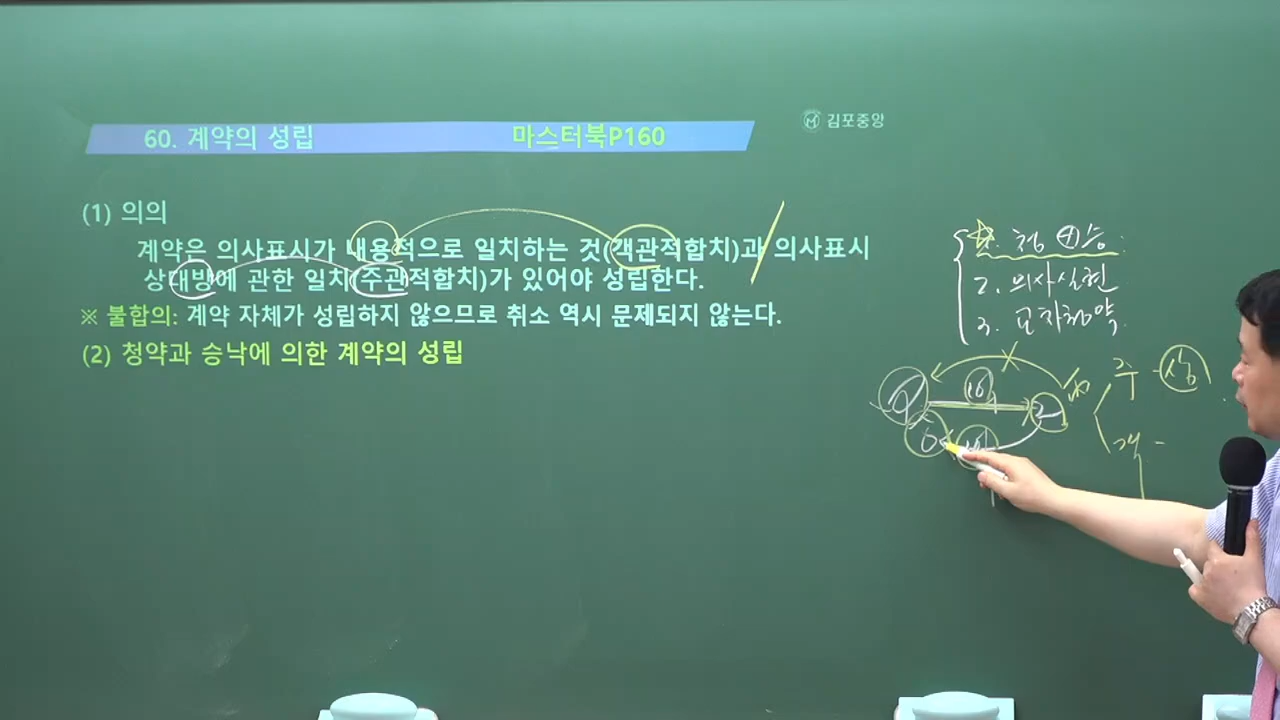 60. 계약의 성립 마스터북P160
김포중앙
(1) 의의
계약은 의사표시가 내용적으로 일치하는 것(객관적합치)과 의사표시
상대방에 관한 일치(주관적합치)가 있어야 성립한다.
※ 불합의: 계약 자체가 성립하지 않으므로 취소 역시 문제되지 않는다.
(2) 청약과 승낙에 의한 계약의 성립
1. 청 승
2. 의사실현
3. 교차청약
주 - 상
객 -